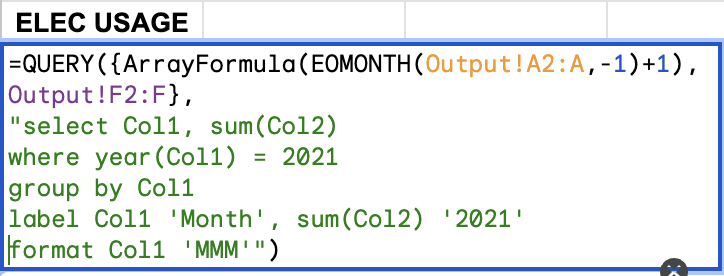 ELEC USAGE
=QUERY({ArrayFormula(EOMONTH(Output!A2:A,-1)+1),
Output!F2:F},
"select Col1, sum(Col2)
where year(Col1) = 2021
group by Col1
label Col1 'Month', sum(Col2) '2021'
format Col1 'MMM'")